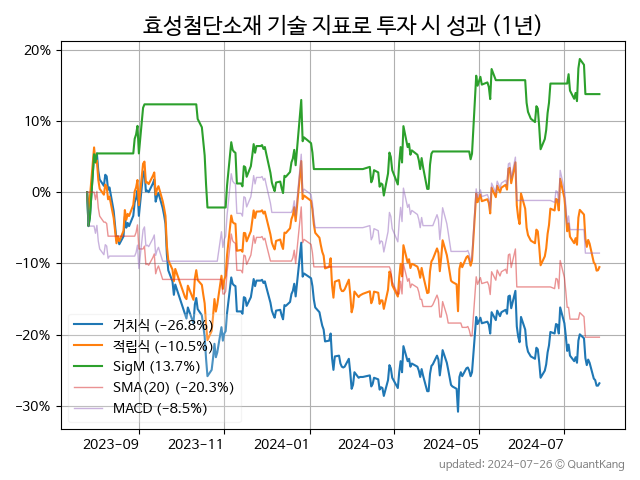 효성첨단소재 기술 지표로 투자 시 성과 (1년)
20%
10%
0%
−10%
−20%
−30%
거치식 (−26.8%)
적립식 (−10.5%)
SigM (13.7%)
SMA(20) (−20.3%)
MACD (−8.5%)
2023−09 2023−11 2024−01 2024−03 2024−05 2024−07
updated: 2024-07-26 © QuantKang